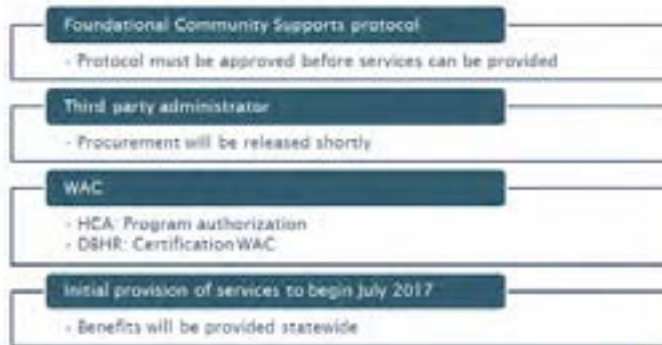 Foundational Community Supports protocol
- Protocol must be approved before services can be provided
Third party administrator
- Procurement will be released shortly
WAC
- HCA: Program authorization
- DBHR: Certification WAC
Initial provision of services to begin July 2017
- Benefits will be provided statewide